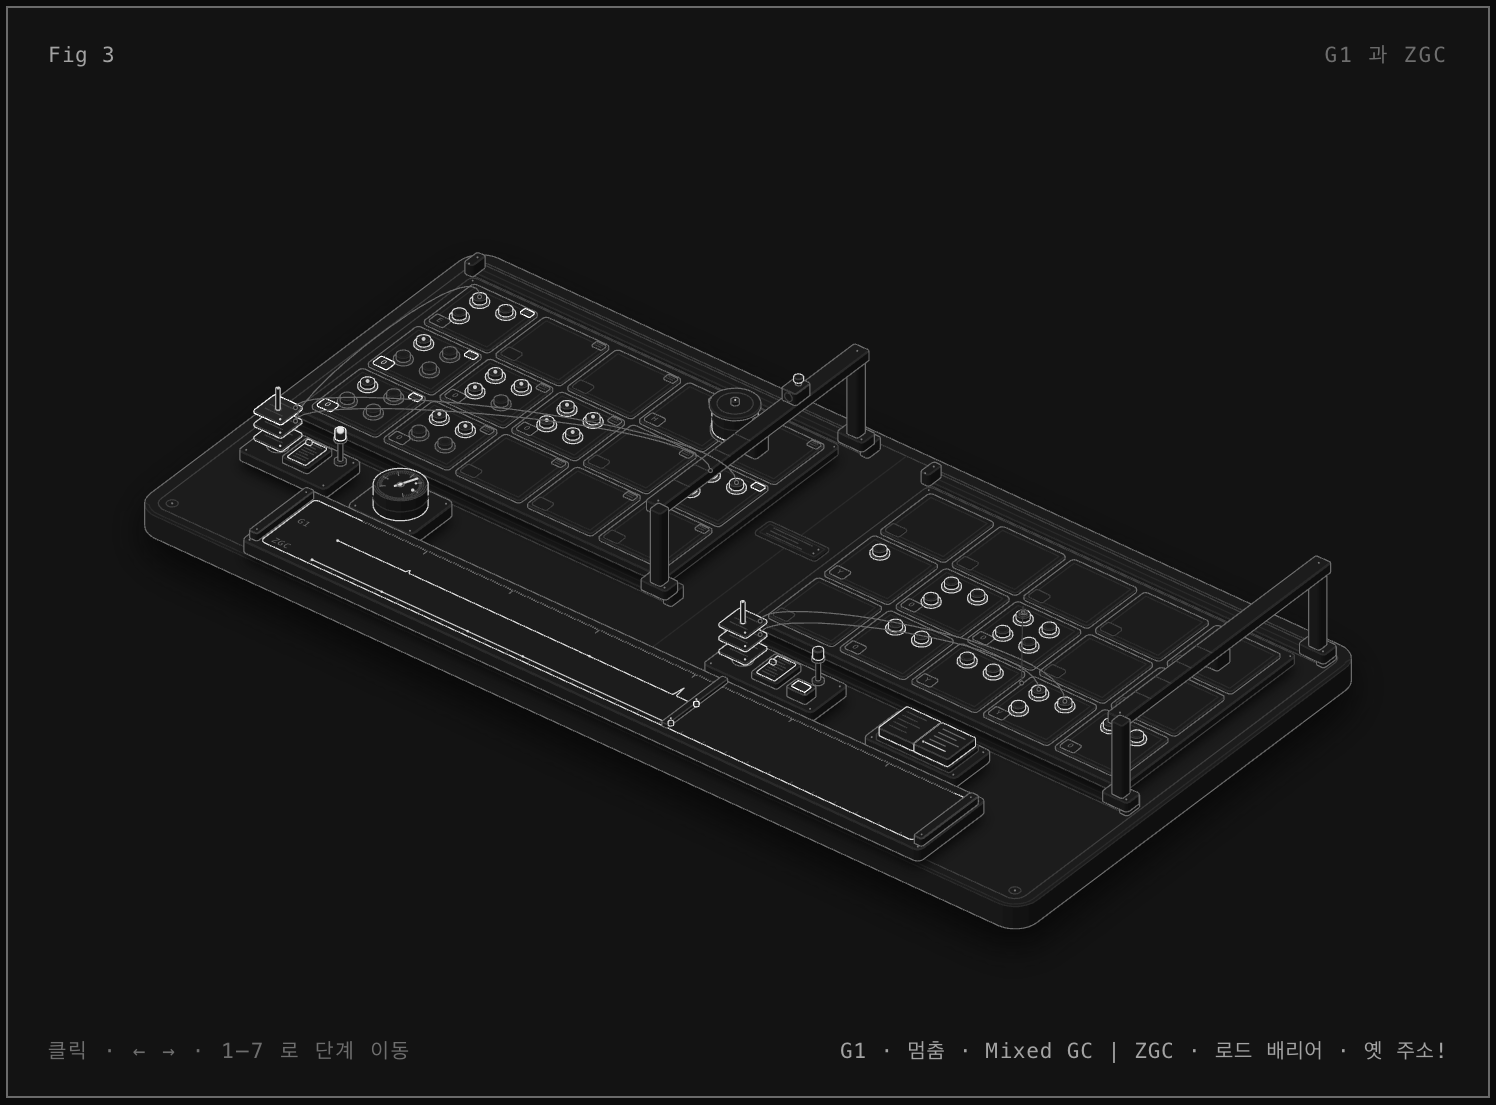 Fig 3
G1 과 ZGC
G1
ZGC
클릭 · ← → · 1–7 로 단계 이동
G1 · 멈춤 · Mixed GC | ZGC · 로드 배리어 · 옛 주소!